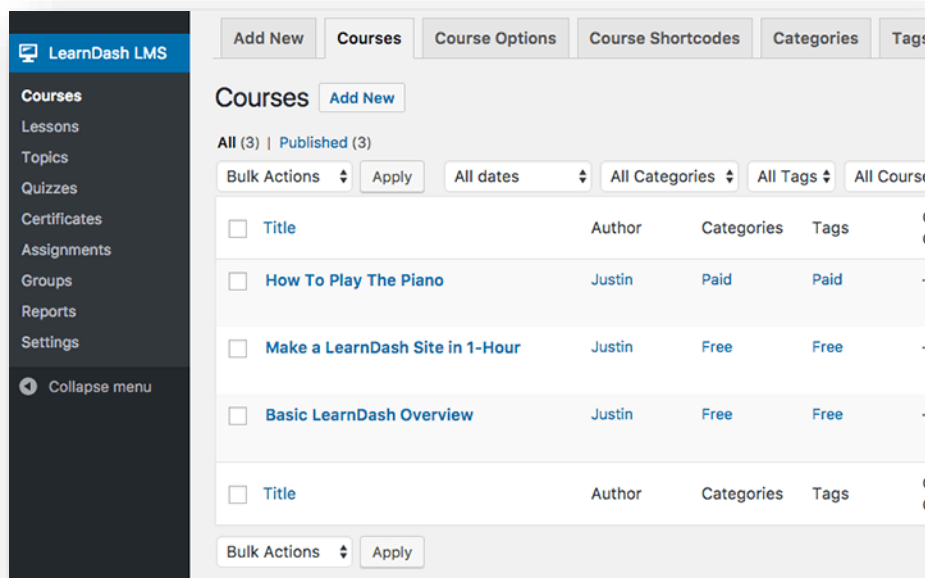 LearnDash LMS
Courses
Lessons
Topics
Quizzes
Certificates
Assignments
Groups
Reports
Settings
Collapse menu
Add New Courses Course Options Course Shortcodes Categories Tags
Courses Add New
All (3) | Published (3)
Bulk Actions Apply All dates All Categories All Tags All Course
Title Author Categories Tags
How To Play The Piano Justin Paid Paid
Make a LearnDash Site in 1-Hour Justin Free Free
Basic LearnDash Overview Justin Free Free
Title Author Categories Tags
Bulk Actions Apply